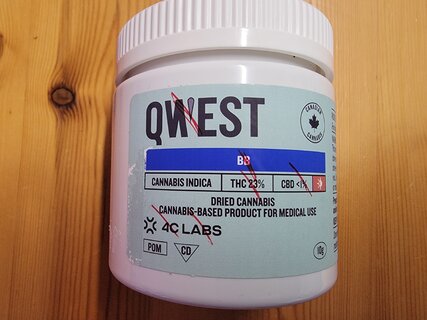 QWEST
CANADIAN CANNABIS
BB
CANNABIS INDICA THC 23% CBD <1%
DRIED CANNABIS
CANNABIS-BASED PRODUCT FOR MEDICAL USE
4C LABS
POM CD 10g